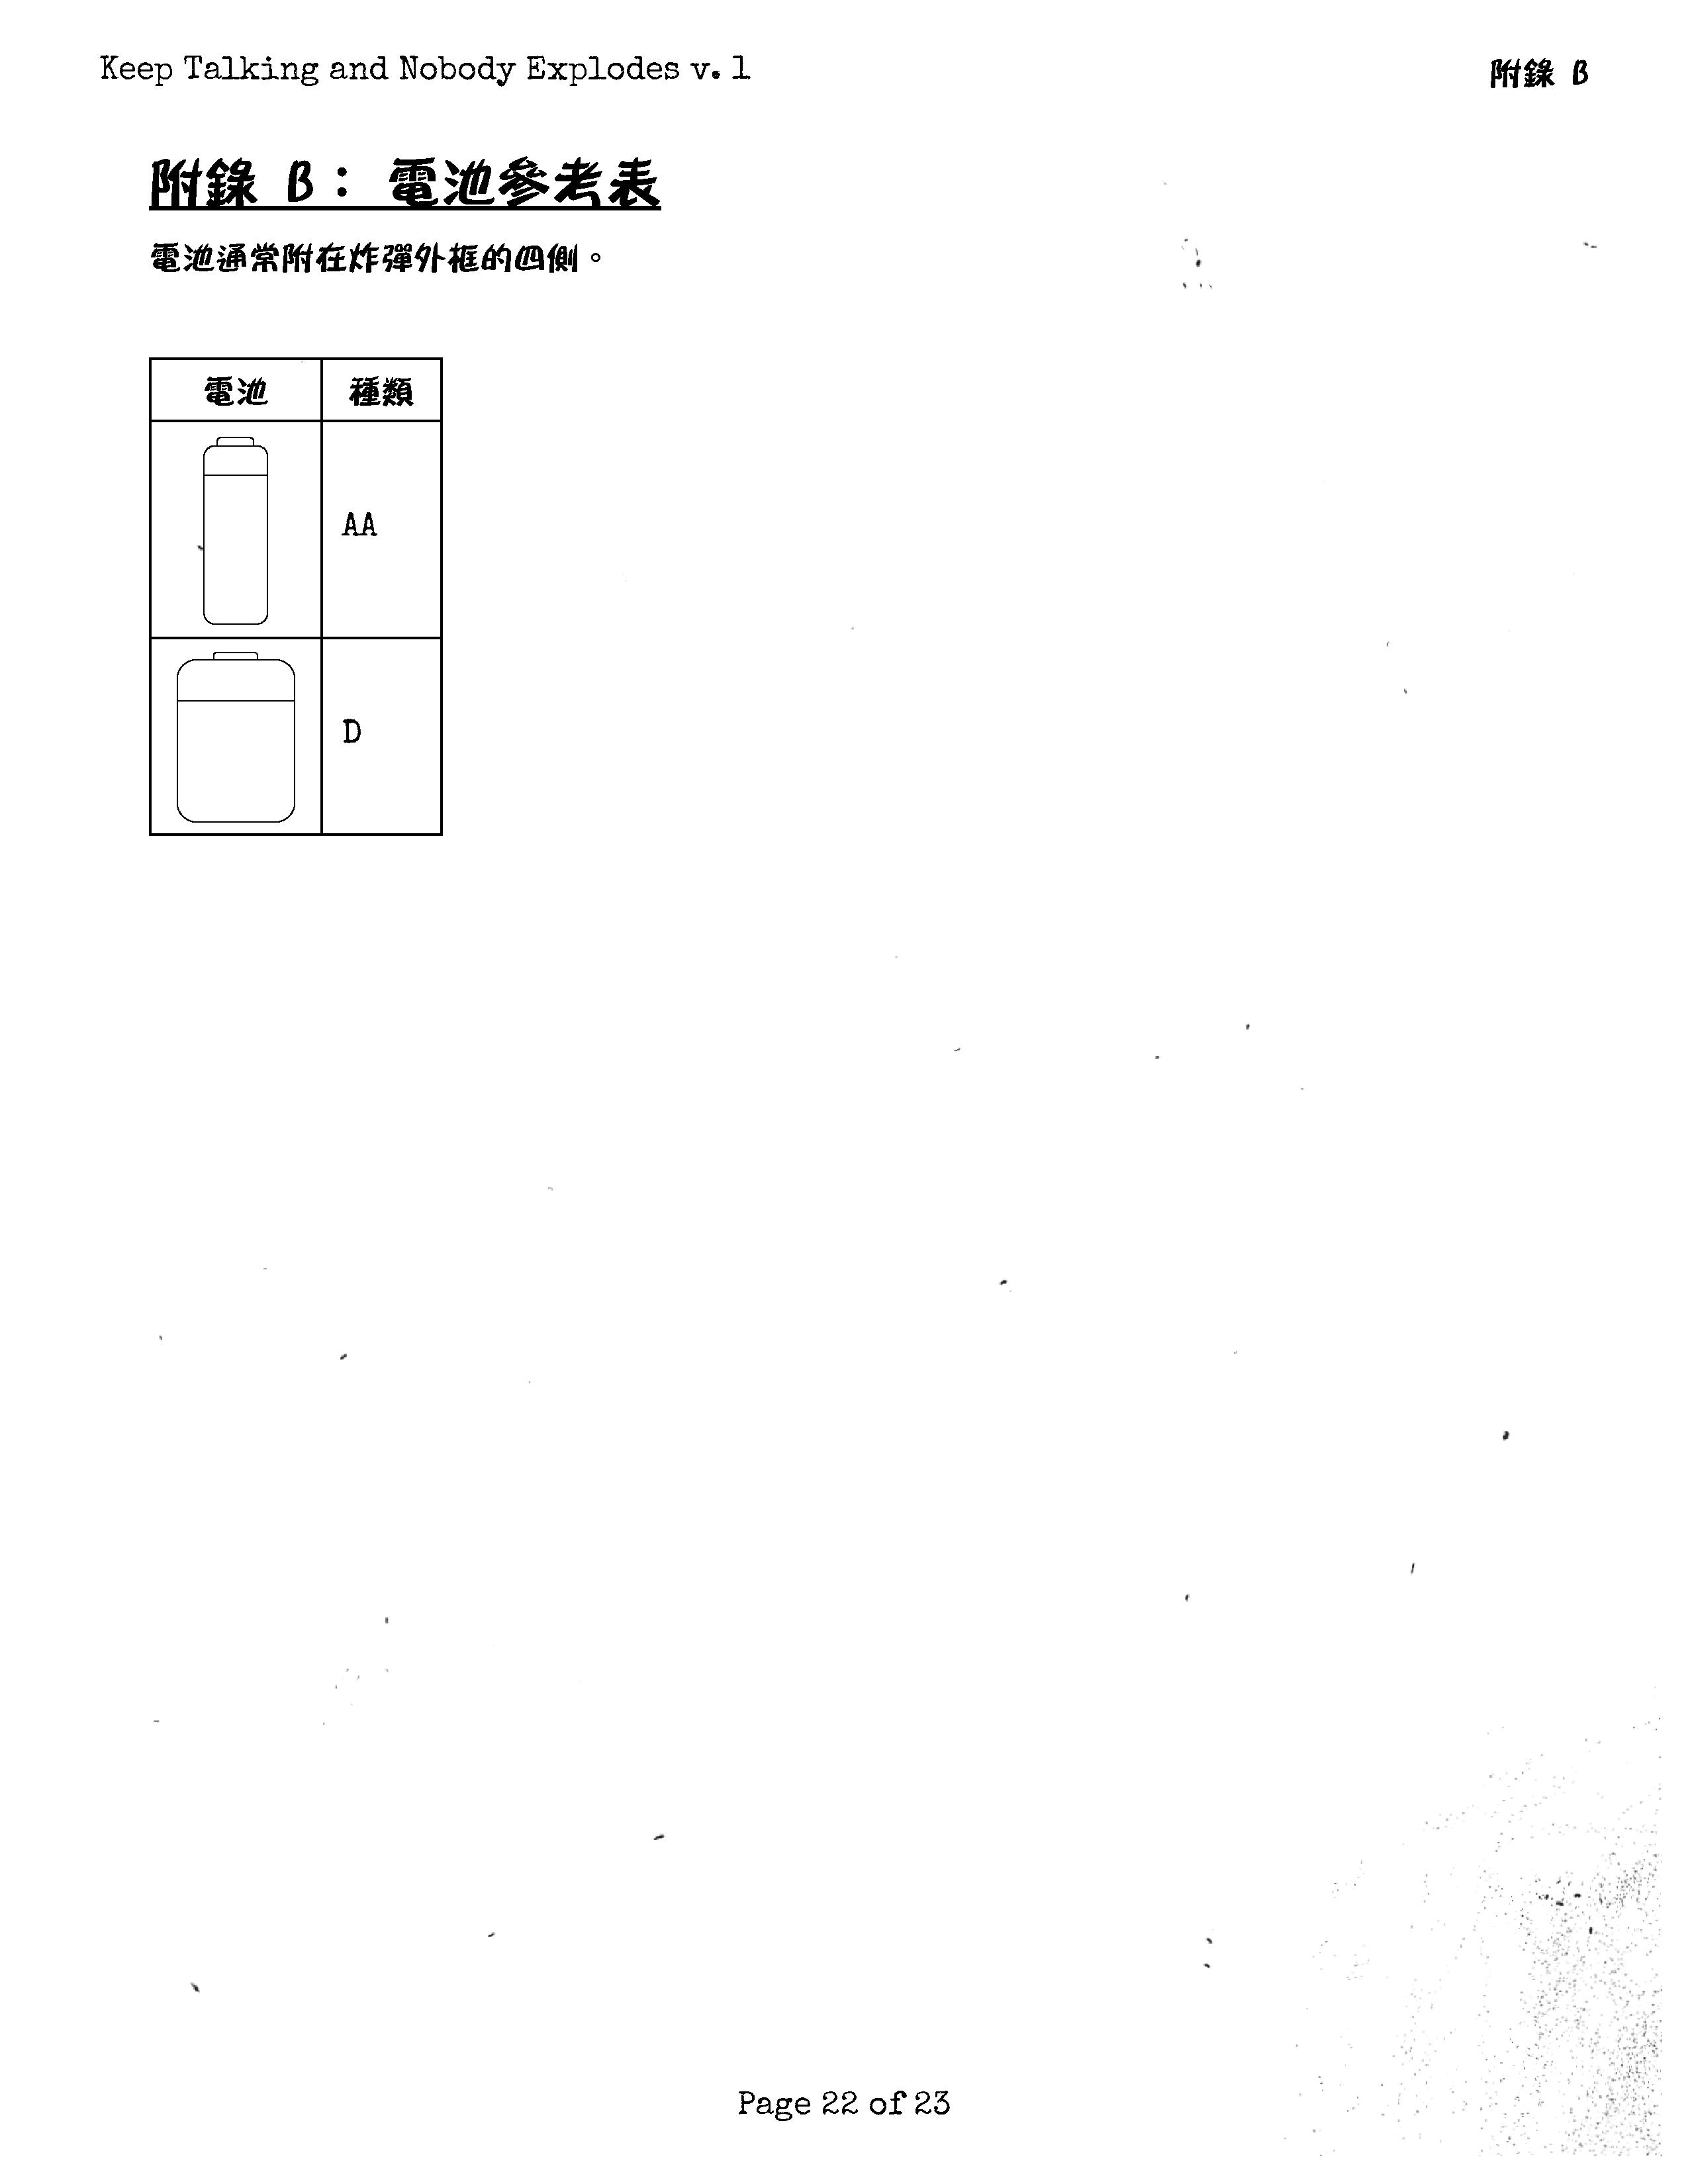 Keep Talking and Nobody Explodes v. 1
附錄 B
附錄 B： 電池參考表
電池通常附在炸彈外框的四側。
電池 種類
AA
D
Page 22 of 23